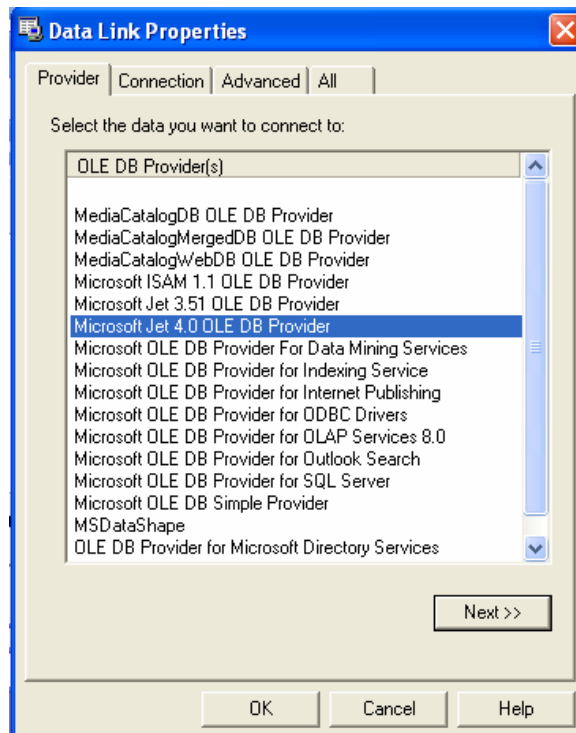 Data Link Properties
Provider Connection Advanced All
Select the data you want to connect to:
OLE DB Provider(s)
MediaCatalogDB OLE DB Provider
MediaCatalogMergedDB OLE DB Provider
MediaCatalogWebDB OLE DB Provider
Microsoft ISAM 1.1 OLE DB Provider
Microsoft Jet 3.51 OLE DB Provider
Microsoft Jet 4.0 OLE DB Provider
Microsoft OLE DB Provider For Data Mining Services
Microsoft OLE DB Provider for Indexing Service
Microsoft OLE DB Provider for Internet Publishing
Microsoft OLE DB Provider for ODBC Drivers
Microsoft OLE DB Provider for OLAP Services 8.0
Microsoft OLE DB Provider for Outlook Search
Microsoft OLE DB Provider for SQL Server
Microsoft OLE DB Simple Provider
MSDataShape
OLE DB Provider for Microsoft Directory Services
Next >>
OK Cancel Help